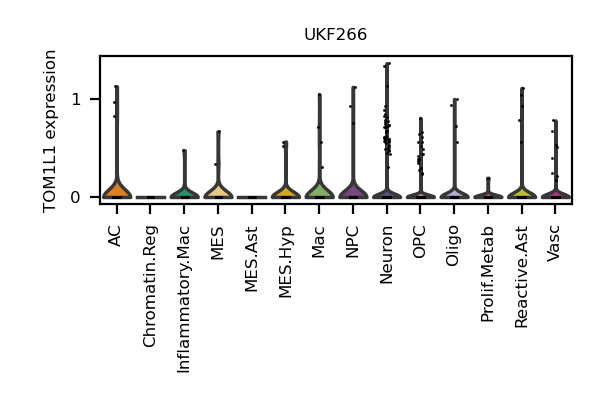 UKF266
TOM1L1 expression
1
0
AC
Chromatin.Reg
Inflammatory.Mac
MES
MES.Ast
MES.Hyp
Mac
NPC
Neuron
OPC
Oligo
Prolif.Metab
Reactive.Ast
Vasc